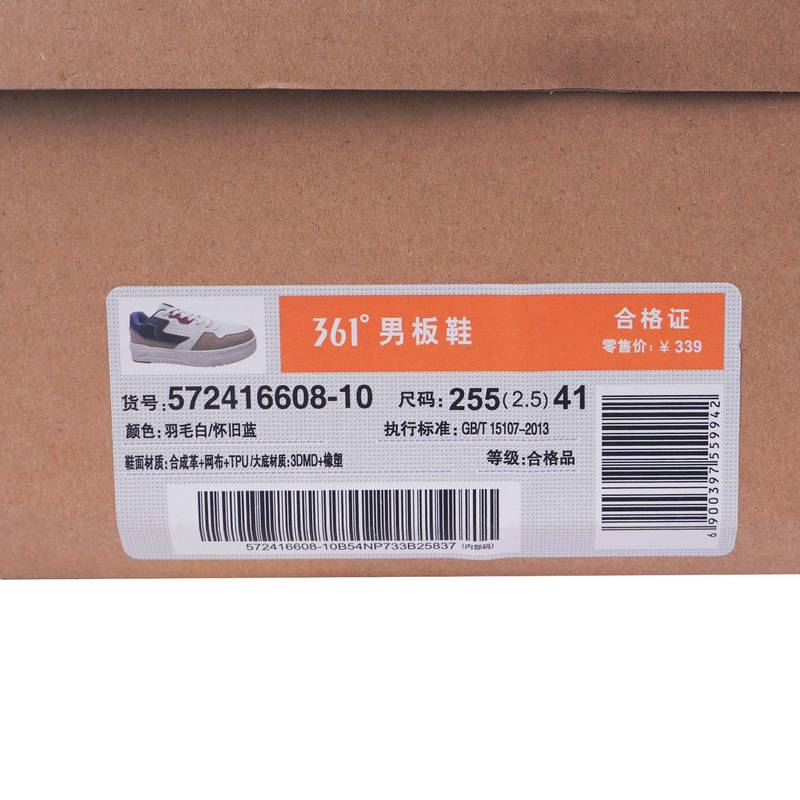 361° 男板鞋
合格证
零售价：¥ 339
货号：572416608-10 尺码：255(2.5)41
颜色：羽毛白/怀旧蓝 执行标准：GB/T 15107-2013
鞋面材质：合成革+网布+TPU/大底材质：3DMD+橡塑 等级：合格品
572416608-10B54NP733B25837 (内部码)
6900397559942